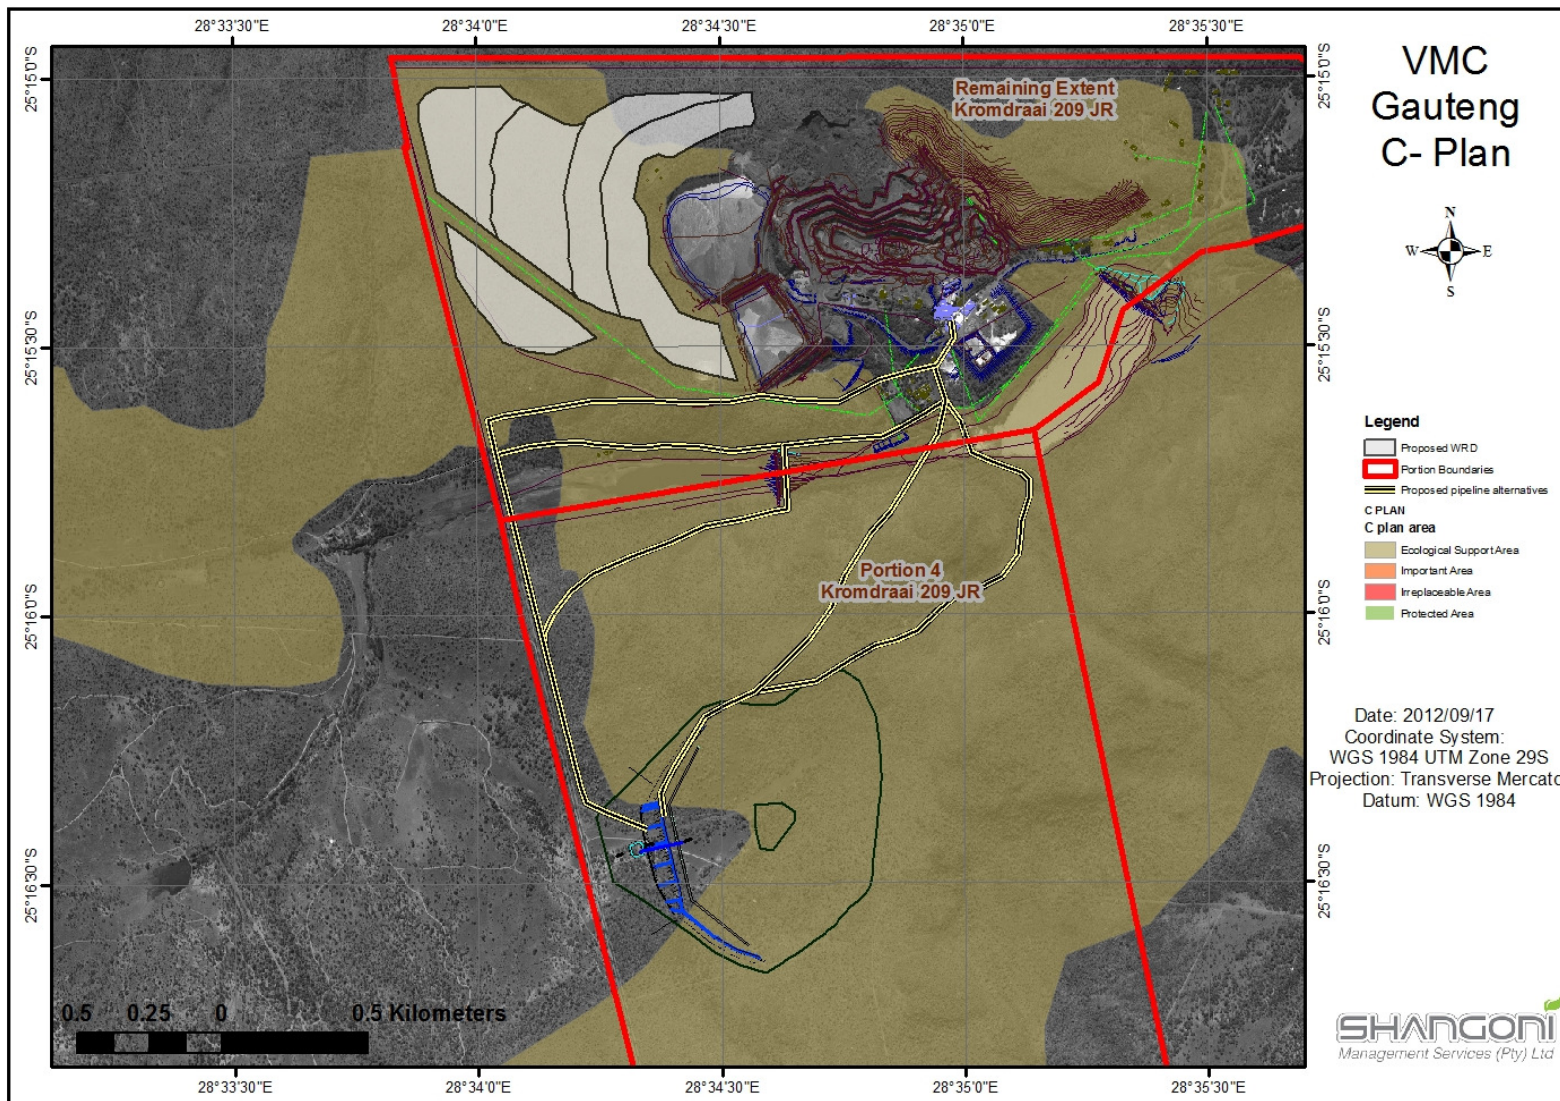 28°33'30"E 28°34'0"E 28°34'30"E 28°35'0"E 28°35'30"E
25°15'0"S
25°15'0"S
25°15'30"S
25°15'30"S
25°16'0"S
25°16'0"S
25°16'30"S
25°16'30"S
Remaining Extent
Kromdraai 209 JR
Portion 4
Kromdraai 209 JR
0.5 0.25 0 0.5 Kilometers
28°33'30"E 28°34'0"E 28°34'30"E 28°35'0"E 28°35'30"E
VMC
Gauteng
C- Plan
N
W E
S
Legend
Proposed WRD
Portion Boundaries
Proposed pipeline alternatives
C PLAN
C plan area
Ecological Support Area
Important Area
Irreplaceable Area
Protected Area
Date: 2012/09/17
Coordinate System:
WGS 1984 UTM Zone 29S
Projection: Transverse Mercato
Datum: WGS 1984
SHANGONI
Management Services (Pty) Ltd